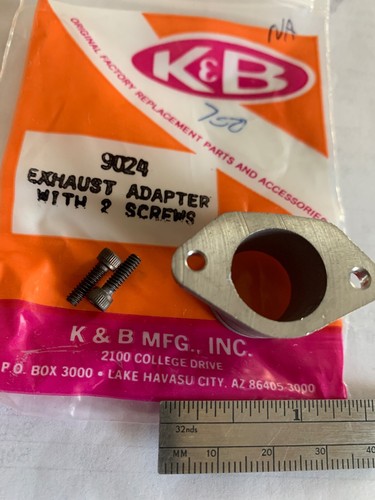 NA
K&B
ORIGINAL FACTORY REPLACEMENT PARTS AND ACCESSORIES
750
9024
EXHAUST ADAPTER
WITH 2 SCREWS
K & B MFG., INC.
2100 COLLEGE DRIVE
P.O. BOX 3000 • LAKE HAVASU CITY, AZ 86405-3000
1
32nds
MM 10 20 30 40